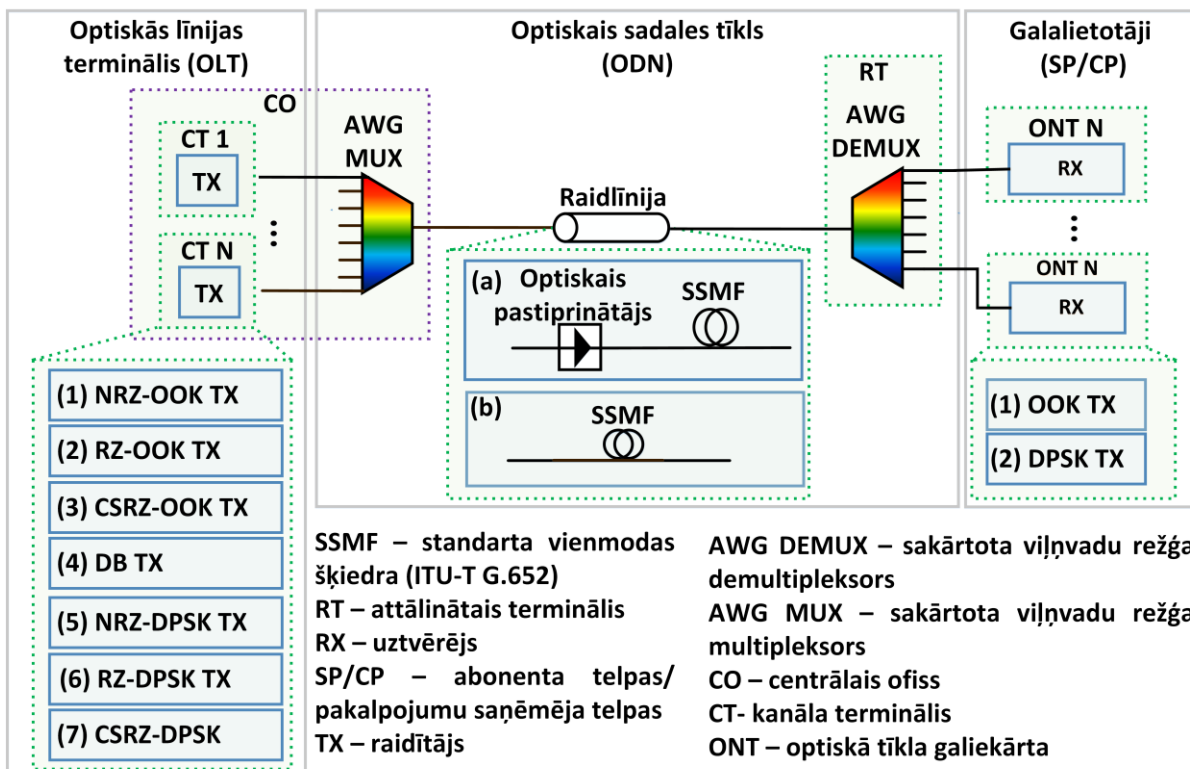 Optiskās līnijas
terminālis (OLT)
CO
CT 1
TX
...
CT N
TX
AWG
MUX
(1) NRZ-OOK TX
(2) RZ-OOK TX
(3) CSRZ-OOK TX
(4) DB TX
(5) NRZ-DPSK TX
(6) RZ-DPSK TX
(7) CSRZ-DPSK
Optiskais sadales tīkls
(ODN)
RT
AWG
DEMUX
Raidlīnija
(a) Optiskais
pastiprinātājs
SSMF
(b)
SSMF
Galalietotāji
(SP/CP)
ONT N
RX
...
ONT N
RX
(1) OOK TX
(2) DPSK TX
SSMF – standarta vienmodas
šķiedra (ITU-T G.652)
RT – attālinātais terminālis
RX – uztvērējs
SP/CP – abonenta telpas/
pakalpojumu saņēmēja telpas
TX – raidītājs
AWG DEMUX – sakārtota viļņvadu režģa
demultipleksors
AWG MUX – sakārtota viļņvadu režģa
multipleksors
CO – centrālais ofiss
CT- kanāla terminālis
ONT – optiskā tīkla galiekārta